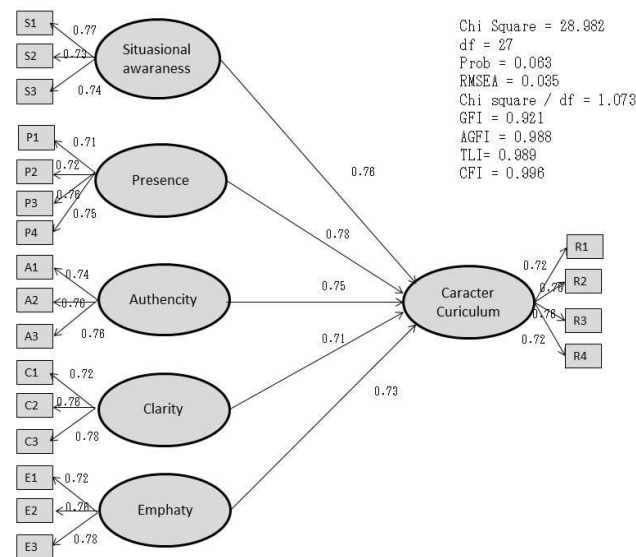 S1
0.77
S2
0.73
S3
0.74
Situasional
awaraness
Chi Square = 28.982
df = 27
Prob = 0.063
RMSEA = 0.035
Chi square / df = 1.073
GFI = 0.921
AGFI = 0.988
TLI= 0.989
CFI = 0.996
0.76
P1
0.71
P2
0.72
P3
0.76
P4
0.75
Presence
0.78
A1
0.74
A2
0.76
A3
0.76
Authencity
0.75
Caracter
Curiculum
R1
0.72
R2
0.76
R3
0.78
R4
0.72
C1
0.72
C2
0.76
C3
0.78
Clarity
0.71
E1
0.72
E2
0.76
E3
0.78
Emphaty
0.73